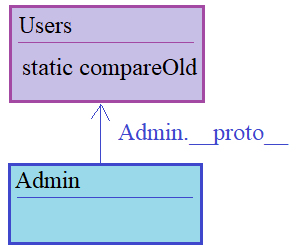 Users
static compareOld
Admin.__proto__
Admin